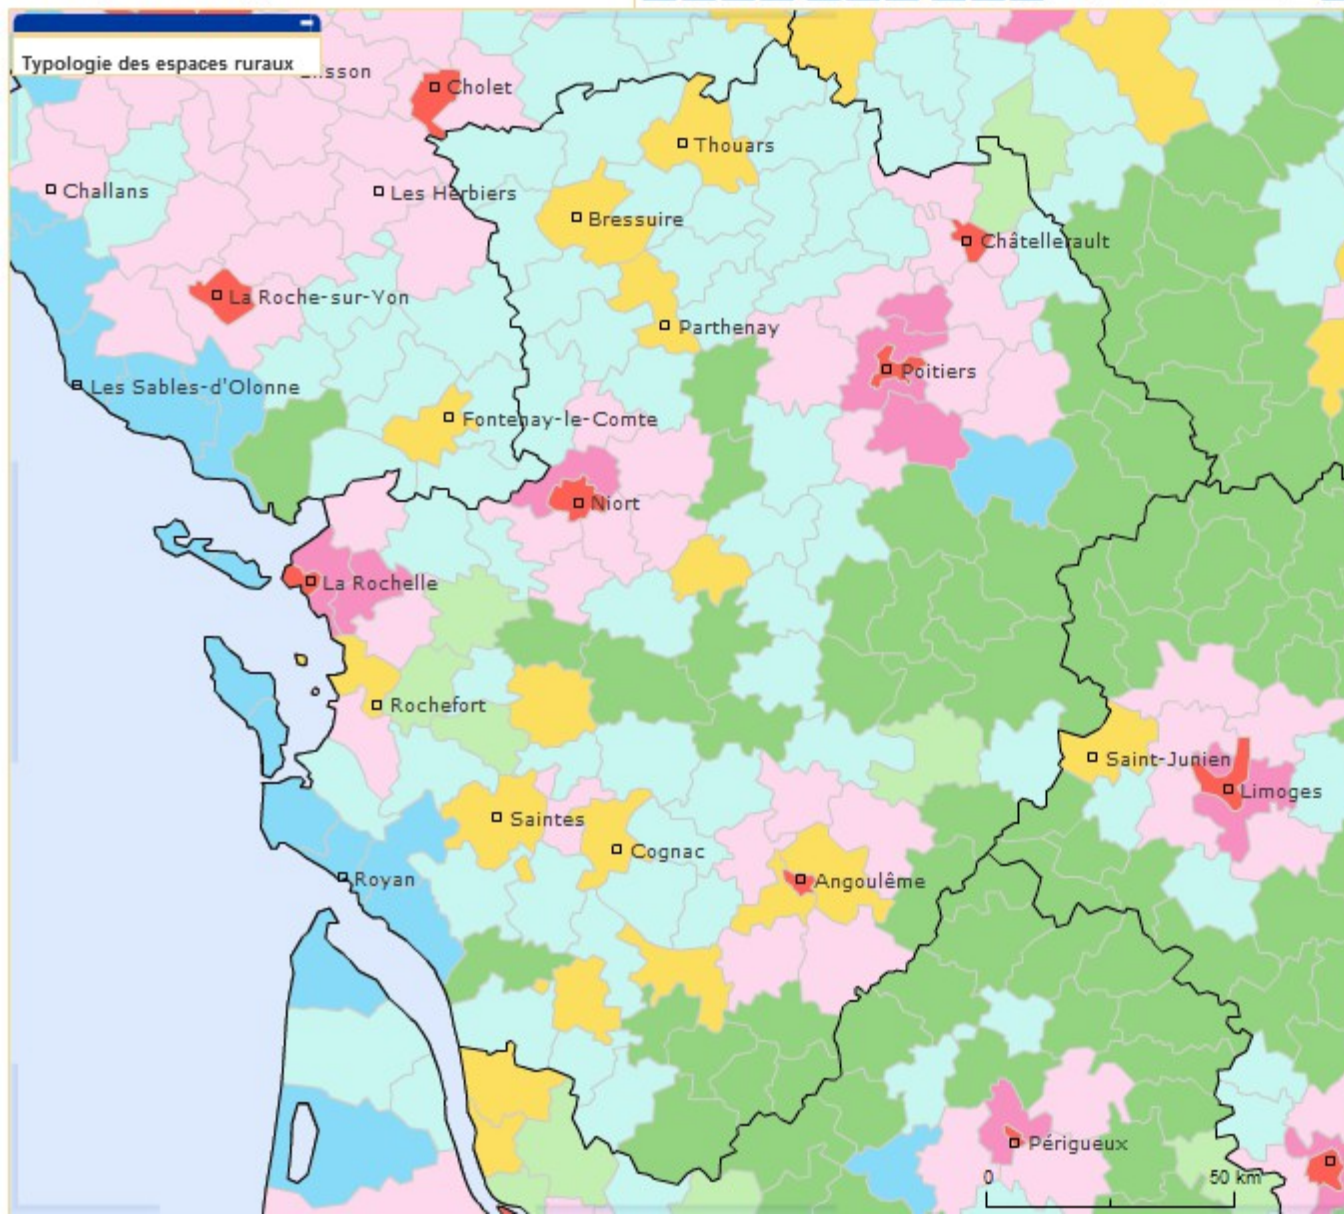 Typologie des espaces ruraux
Cholet
Thouars
Challans
Les Herbiers
Bressuire
Châtellerault
La Roche-sur-Yon
Parthenay
Poitiers
Les Sables-d'Olonne
Fontenay-le-Comte
Niort
La Rochelle
Rochefort
Saint-Junien
Limoges
Saintes
Cognac
Royan
Angoulême
Périgueux
0 50 km